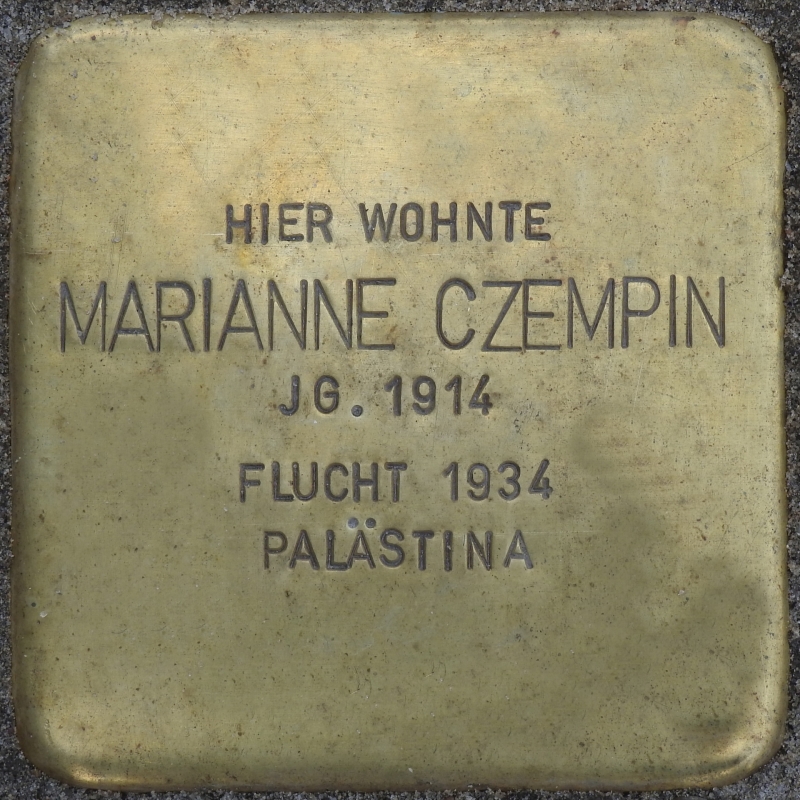 HIER WOHNTE
MARIANNE CZEMPIN
JG. 1914
FLUCHT 1934
PALÄSTINA